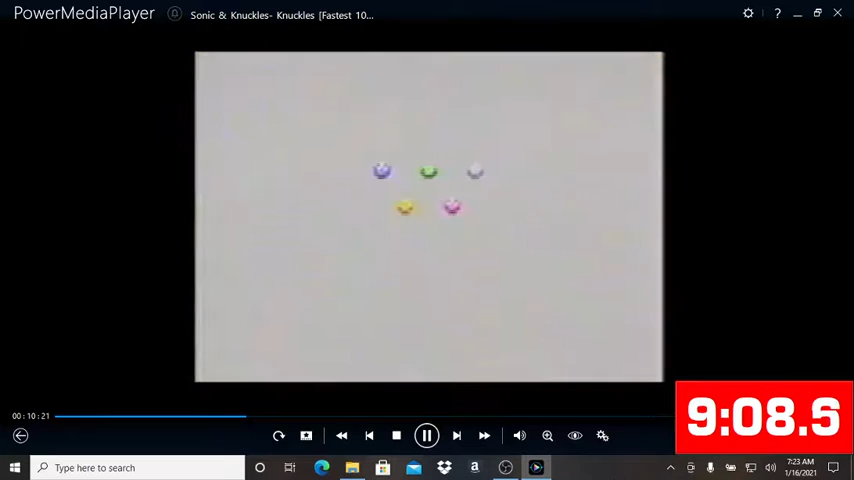 PowerMediaPlayer
Sonic & Knuckles- Knuckles [Fastest 10...
00:10:21
9:08.S
Type here to search
a
7:23 AM
1/16/2021